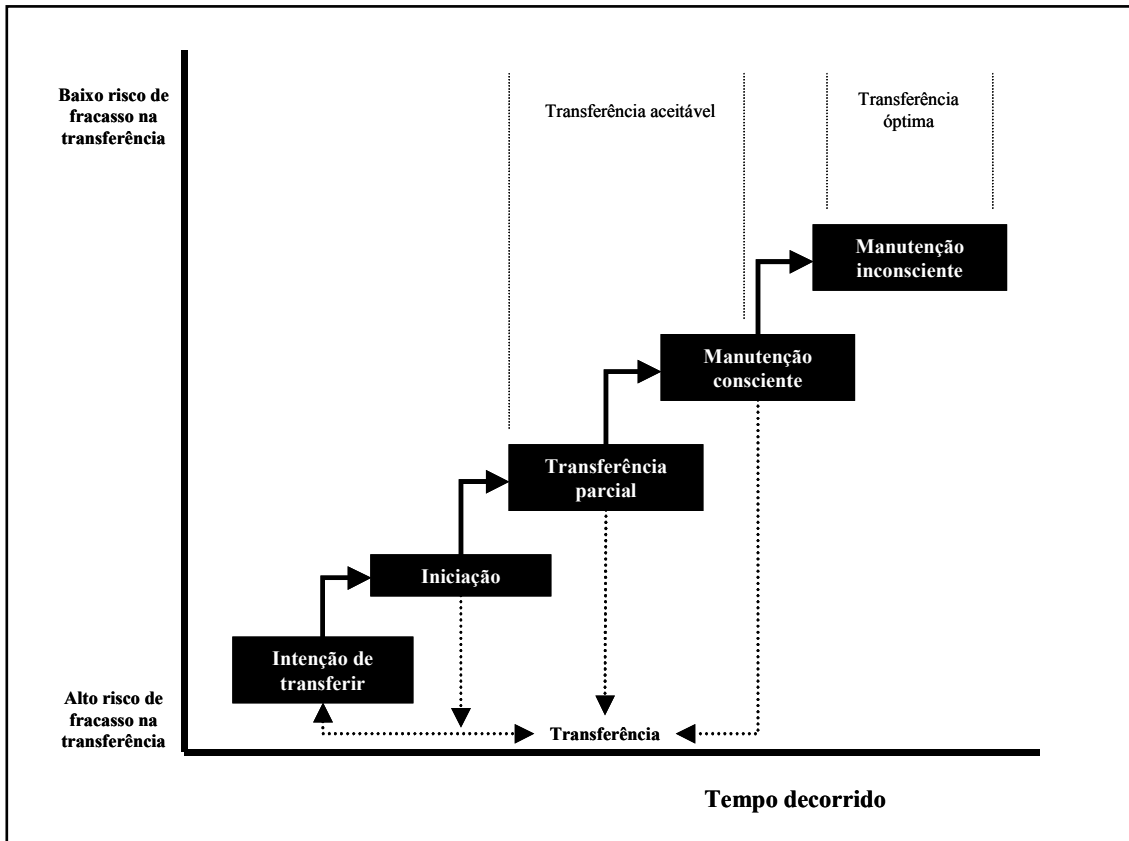 Baixo risco de
fracasso na
transferência
Transferência aceitável
Transferência
óptima
Manutenção
inconsciente
Manutenção
consciente
Transferência
parcial
Iniciação
Intenção de
transferir
Alto risco de
fracasso na
transferência
Transferência
Tempo decorrido